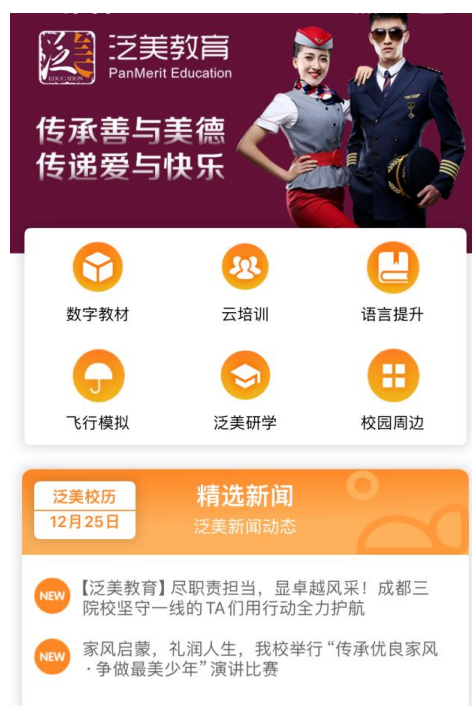 泛美教育
PanMerit Education
EDUCATION
传承善与美德
传递爱与快乐
数字教材
云培训
语言提升
飞行模拟
泛美研学
校园周边
泛美校历
12月25日
精选新闻
泛美新闻动态
NEW
【泛美教育】尽职责担当，显卓越风采！成都三
院校坚守一线的TA们用行动全力护航
NEW
家风启蒙，礼润人生，我校举行“传承优良家风
·争做最美少年”演讲比赛